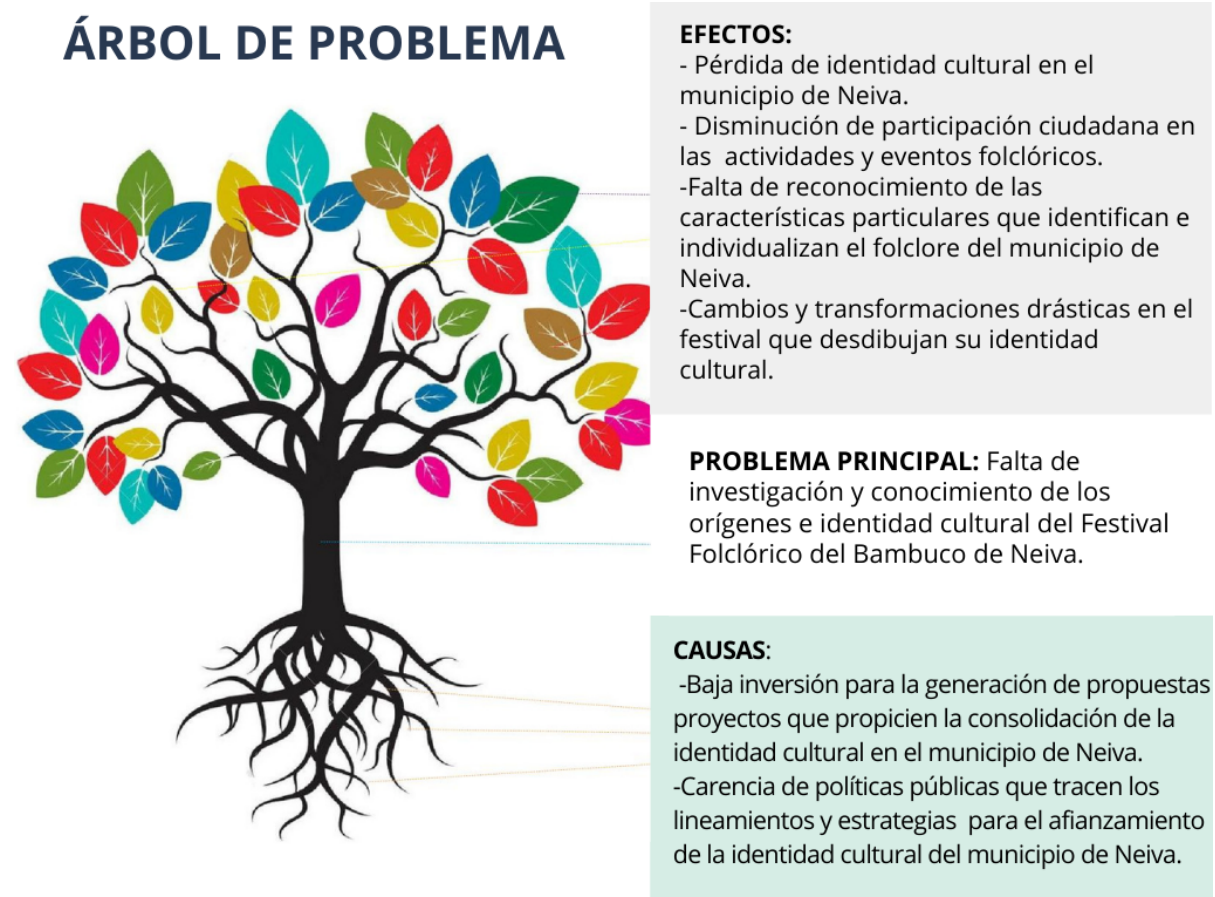 ÁRBOL DE PROBLEMA
EFECTOS:
- Pérdida de identidad cultural en el
municipio de Neiva.
- Disminución de participación ciudadana en
las  actividades y eventos folclóricos.
-Falta de reconocimiento de las
características particulares que identifican e
individualizan el folclore del municipio de
Neiva.
-Cambios y transformaciones drásticas en el
festival que desdibujan su identidad
cultural.
PROBLEMA PRINCIPAL: Falta de
investigación y conocimiento de los
orígenes e identidad cultural del Festival
Folclórico del Bambuco de Neiva.
CAUSAS:
-Baja inversión para la generación de propuestas
proyectos que propicien la consolidación de la
identidad cultural en el municipio de Neiva.
-Carencia de políticas públicas que tracen los
lineamientos y estrategias  para el afianzamiento
de la identidad cultural del municipio de Neiva.